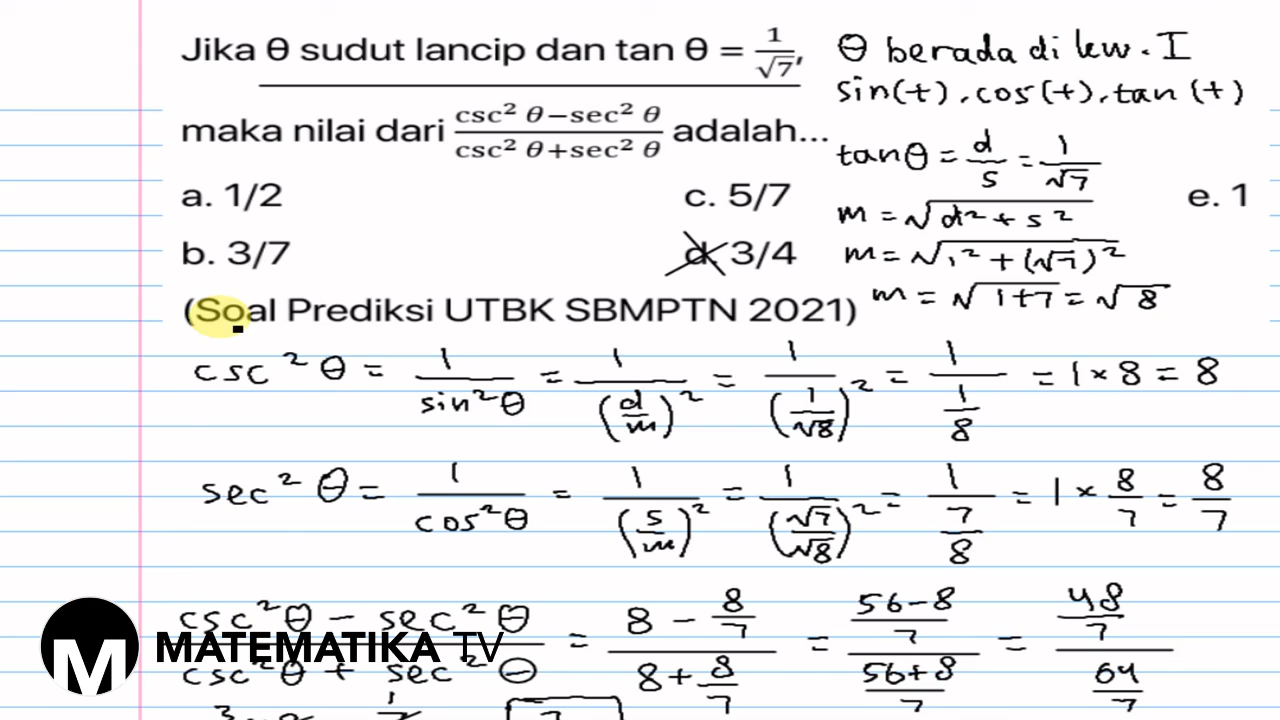 Jika θ sudut lancip dan tan θ = 1/√7,
maka nilai dari (csc² θ−sec² θ)/(csc² θ+sec² θ) adalah...
a. 1/2 c. 5/7 e. 1
b. 3/7 d. 3/4
(Soal Prediksi UTBK SBMPTN 2021)
θ berada di kw. I
sin(+), cos(+), tan(+)
tanθ = d/s = 1/√7
m = √(d² + s²)
m = √(1² + (√7)²)
m = √(1+7) = √8
csc²θ = 1/sin²θ = 1/(d/m)² = 1/(1/√8)² = 1/(1/8) = 1 × 8 = 8
sec²θ = 1/cos²θ = 1/(s/m)² = 1/(√7/√8)² = 1/(7/8) = 1 × 8/7 = 8/7
(csc²θ − sec²θ)/(csc²θ + sec²θ) = (8 − 8/7)/(8 + 8/7) = ((56−8)/7)/((56+8)/7) = (48/7)/(64/7)
M MATEMATIKA TV